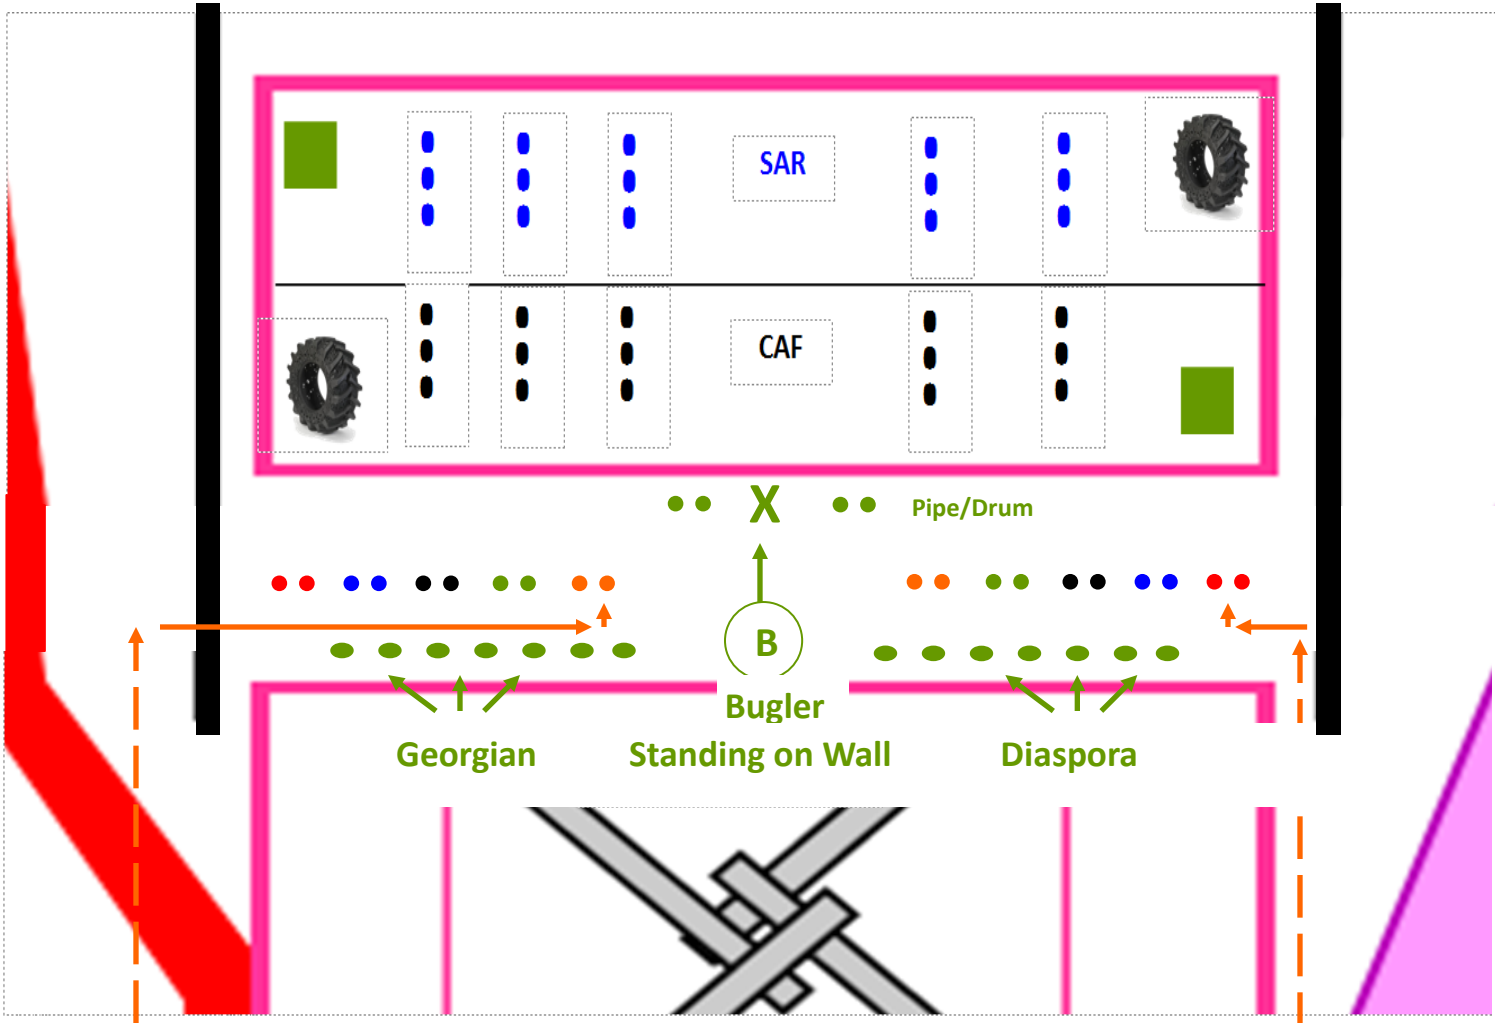 SAR
CAF
X
Pipe/Drum
B
Bugler
Georgian
Standing on Wall
Diaspora